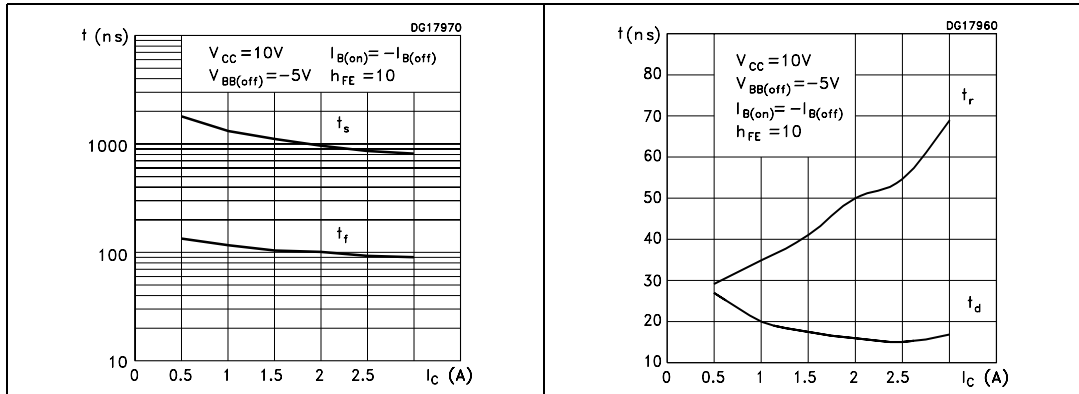 DG17970
t (ns)
V_CC =10V I_B(on)= -I_B(off)
V_BB(off)= -5V h_FE =10
t_s
1000
t_f
100
10
0 0.5 1 1.5 2 2.5 I_C (A)
DG17960
t(ns)
V_CC =10V
V_BB(off)= -5V
I_B(on)= -I_B(off)
h_FE =10
80
t_r
70
60
50
40
30
t_d
20
10
0 0.5 1 1.5 2 2.5 I_C (A)